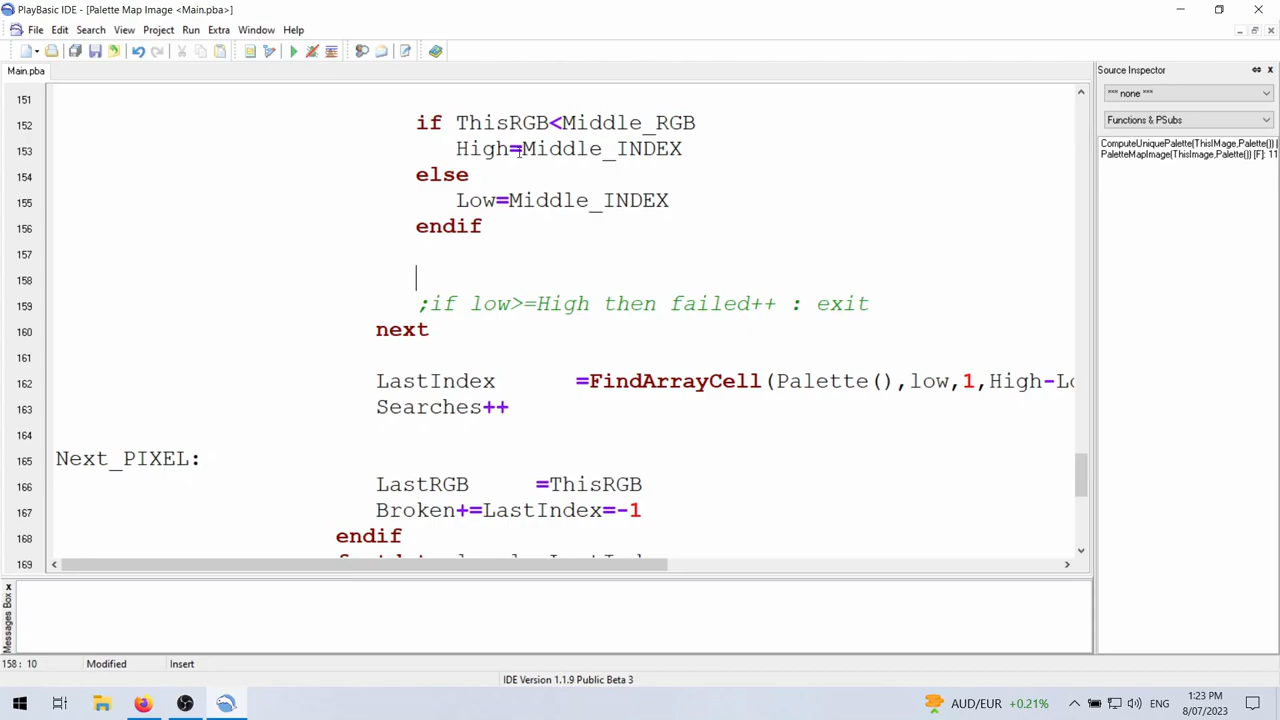 PlayBasic IDE - [Palette Map Image <Main.pba>]
File Edit Search View Project Run Extra Window Help
Main.pba
Source Inspector
*** none ***
Functions & PSubs
ComputeUniquePalette(ThisIMage,Palette()) [
PaletteMapImage(ThisImage,Palette()) [F]: 11
151
152 if ThisRGB<Middle_RGB
153 High=Middle_INDEX
154 else
155 Low=Middle_INDEX
156 endif
157
158
159 ;if low>=High then failed++ : exit
160 next
161
162 LastIndex =FindArrayCell(Palette(),low,1,High-Lo
163 Searches++
164
165 Next_PIXEL:
166 LastRGB =ThisRGB
167 Broken+=LastIndex=-1
168 endif
169
Messages Box
158 : 10 Modified Insert
IDE Version 1.1.9 Public Beta 3
AUD/EUR +0.21% ENG 1:23 PM
8/07/2023